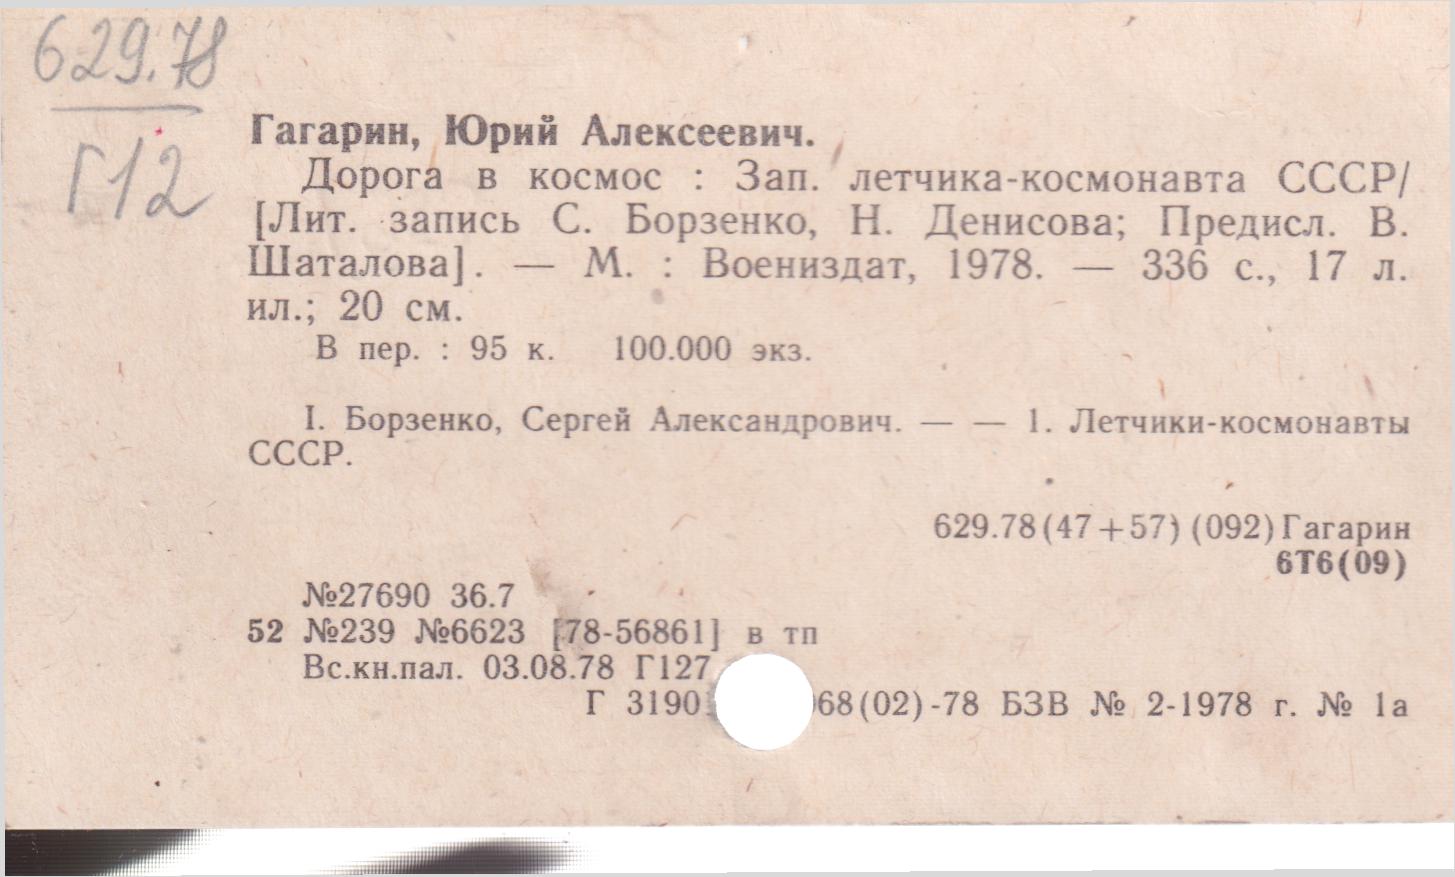 629.78
Г12
Гагарин, Юрий Алексеевич.
Дорога в космос : Зап. летчика-космонавта СССР/
[Лит. запись С. Борзенко, Н. Денисова; Предисл. В.
Шаталова]. — М. : Воениздат, 1978. — 336 с., 17 л.
ил.; 20 см.
В пер. : 95 к. 100.000 экз.
I. Борзенко, Сергей Александрович. — — 1. Летчики-космонавты
СССР.
629.78(47+57)(092)Гагарин
6Т6(09)
№27690 36.7
52 №239 №6623 [78-56861] в тп
Вс.кн.пал. 03.08.78 Г127
Г 3190 68(02)-78 БЗВ № 2-1978 г. № 1а